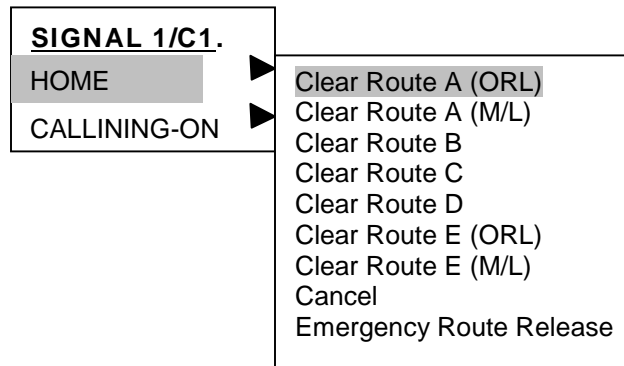 SIGNAL 1/C1.
HOME
CALLINING-ON
Clear Route A (ORL)
Clear Route A (M/L)
Clear Route B
Clear Route C
Clear Route D
Clear Route E (ORL)
Clear Route E (M/L)
Cancel
Emergency Route Release